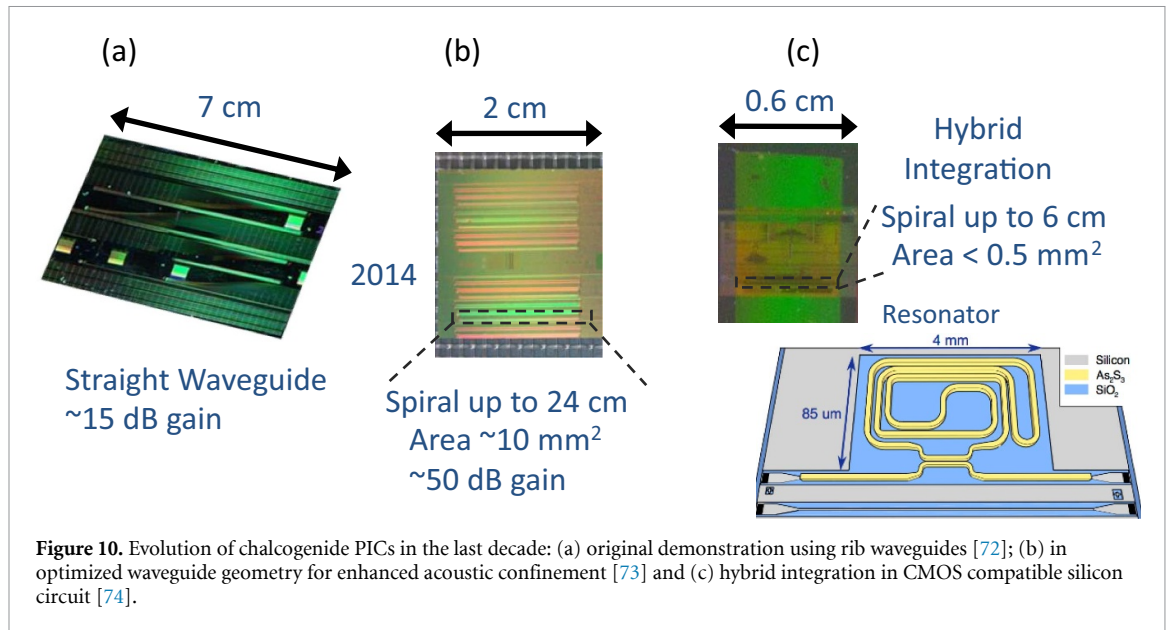 (a)
7 cm
Straight Waveguide
~15 dB gain
(b)
2 cm
2014
Spiral up to 24 cm
Area ~10 mm²
~50 dB gain
(c)
0.6 cm
Hybrid
Integration
Spiral up to 6 cm
Area < 0.5 mm²
Resonator
4 mm
85 um
Silicon
As₂S₃
SiO₂
Figure 10. Evolution of chalcogenide PICs in the last decade: (a) original demonstration using rib waveguides [72]; (b) in
optimized waveguide geometry for enhanced acoustic confinement [73] and (c) hybrid integration in CMOS compatible silicon
circuit [74].